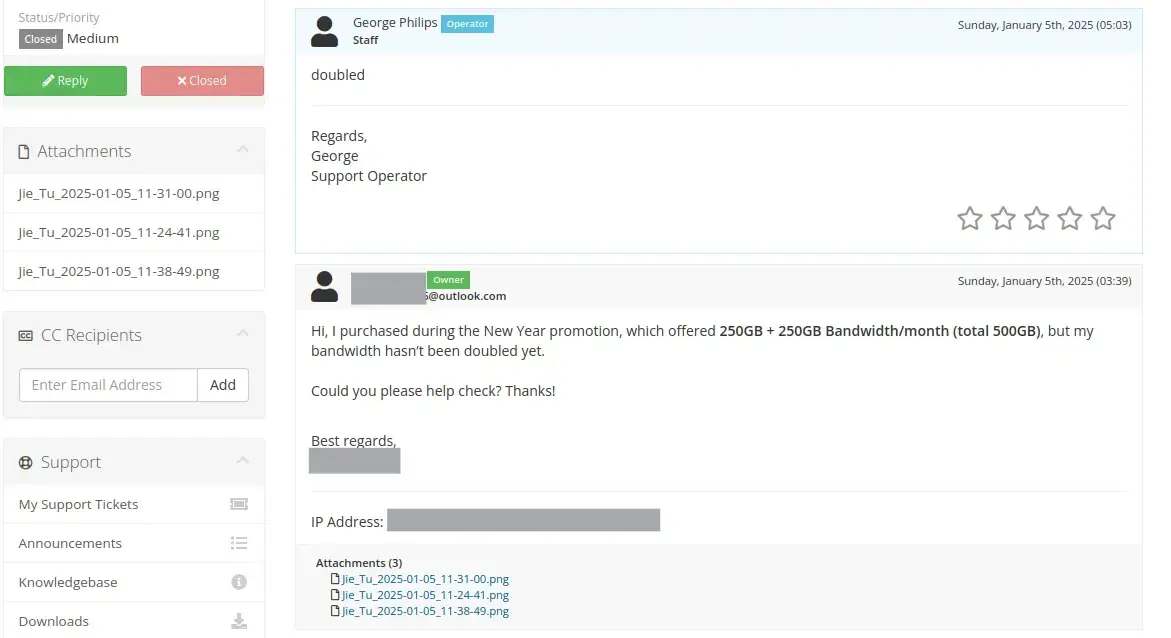 Status/Priority
Closed Medium
Reply
Closed
Attachments
Jie_Tu_2025-01-05_11-31-00.png
Jie_Tu_2025-01-05_11-24-41.png
Jie_Tu_2025-01-05_11-38-49.png
CC Recipients
Enter Email Address Add
Support
My Support Tickets
Announcements
Knowledgebase
Downloads
George Philips Operator
Staff
Sunday, January 5th, 2025 (05:03)
doubled
Regards,
George
Support Operator
Owner
@outlook.com
Sunday, January 5th, 2025 (03:39)
Hi, I purchased during the New Year promotion, which offered 250GB + 250GB Bandwidth/month (total 500GB), but my
bandwidth hasn't been doubled yet.
Could you please help check? Thanks!
Best regards,
IP Address:
Attachments (3)
Jie_Tu_2025-01-05_11-31-00.png
Jie_Tu_2025-01-05_11-24-41.png
Jie_Tu_2025-01-05_11-38-49.png